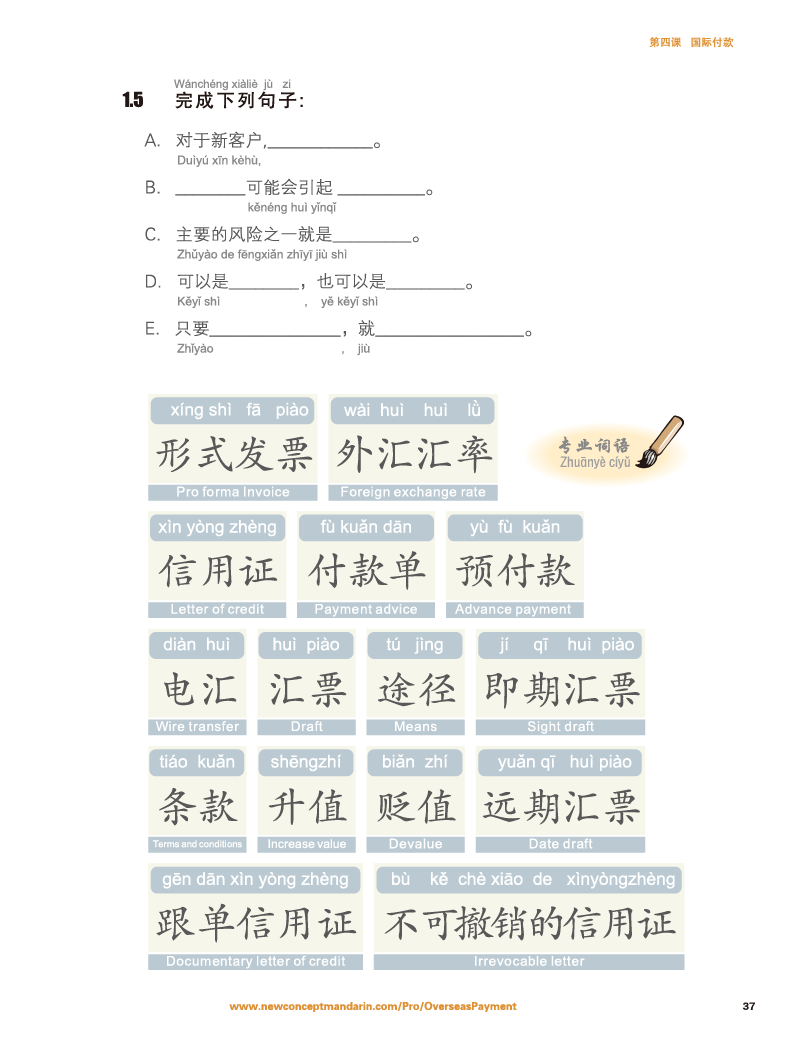 第四课 国际付款
Wánchéng xiàliè jù zi
1.5 完成下列句子:
A. 对于新客户,____________。
Duìyú xīn kèhù,
B. ________可能会引起 __________。
kěnéng huì yǐnqǐ
C. 主要的风险之一就是_________。
Zhǔyào de fēngxiǎn zhīyī jiù shì
D. 可以是________，也可以是_________。
Kěyǐ shì , yě kěyǐ shì
E. 只要_______________，就_________________。
Zhǐyào , jiù
xíng shì fā piào wài huì huì lǜ
形式发票 外汇汇率
Pro forma Invoice Foreign exchange rate
专业词语
Zhuānyè cíyǔ
xìn yòng zhèng fù kuǎn dān yù fù kuǎn
信用证 付款单 预付款
Letter of credit Payment advice Advance payment
diàn huì huì piào tú jìng jí qī huì piào
电汇 汇票 途径 即期汇票
Wire transfer Draft Means Sight draft
tiáo kuǎn shēngzhí biǎn zhí yuǎn qī huì piào
条款 升值 贬值 远期汇票
Terms and conditions Increase value Devalue Date draft
gēn dān xìn yòng zhèng bù kě chè xiāo de xìnyòngzhèng
跟单信用证 不可撤销的信用证
Documentary letter of credit Irrevocable letter
www.newconceptmandarin.com/Pro/OverseasPayment 37